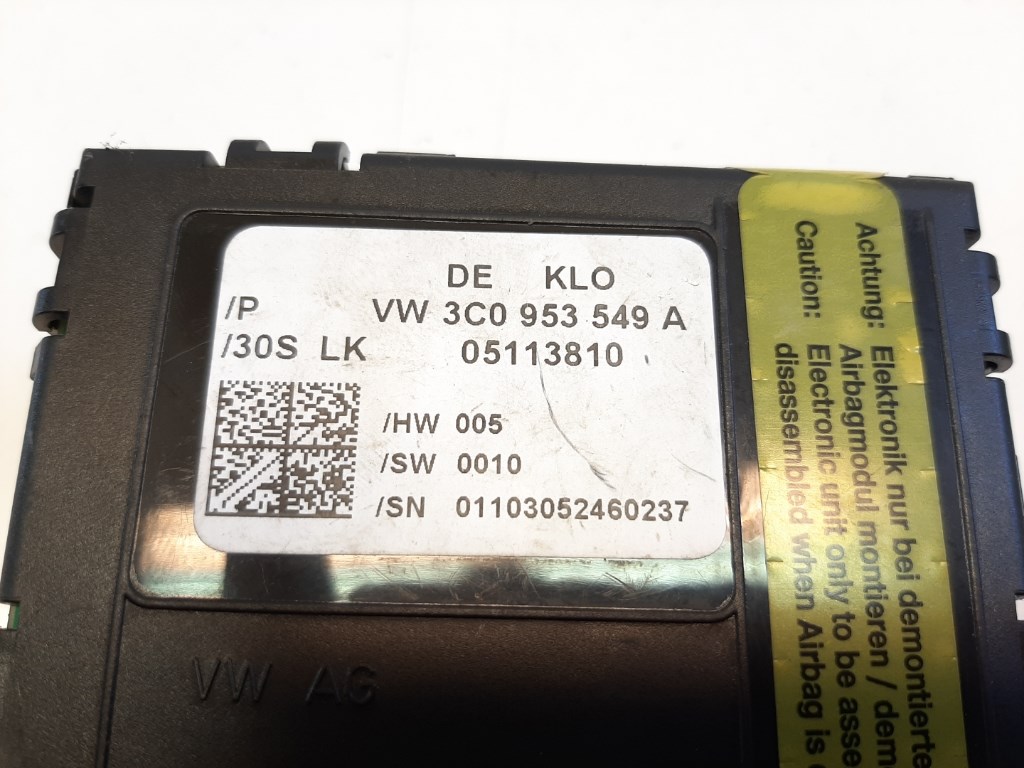 DE KLO
/P VW 3C0 953 549 A
/30S LK 05113810
/HW 005
/SW 0010
/SN 01103052460237
VW AG
Achtung: Elektronik nur bei demontierte
Airbagmodul montieren / dem
Caution: Electronic unit only to be asse
disassembled when Airbag is